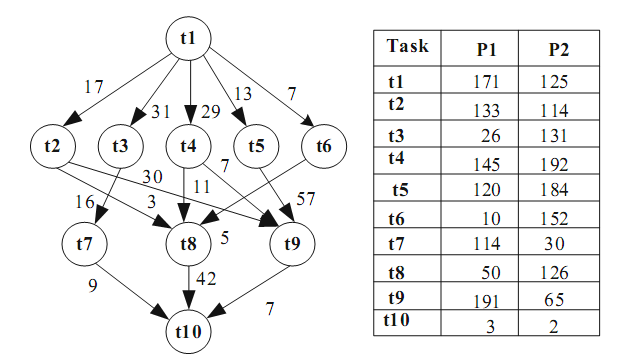 t1
17
31
29
13
7
t2
t3
t4
t5
t6
30
7
16
3
11
57
t7
t8
5
t9
9
42
7
t10
Task P1 P2
t1 171 125
t2 133 114
t3 26 131
t4 145 192
t5 120 184
t6 10 152
t7 114 30
t8 50 126
t9 191 65
t10 3 2